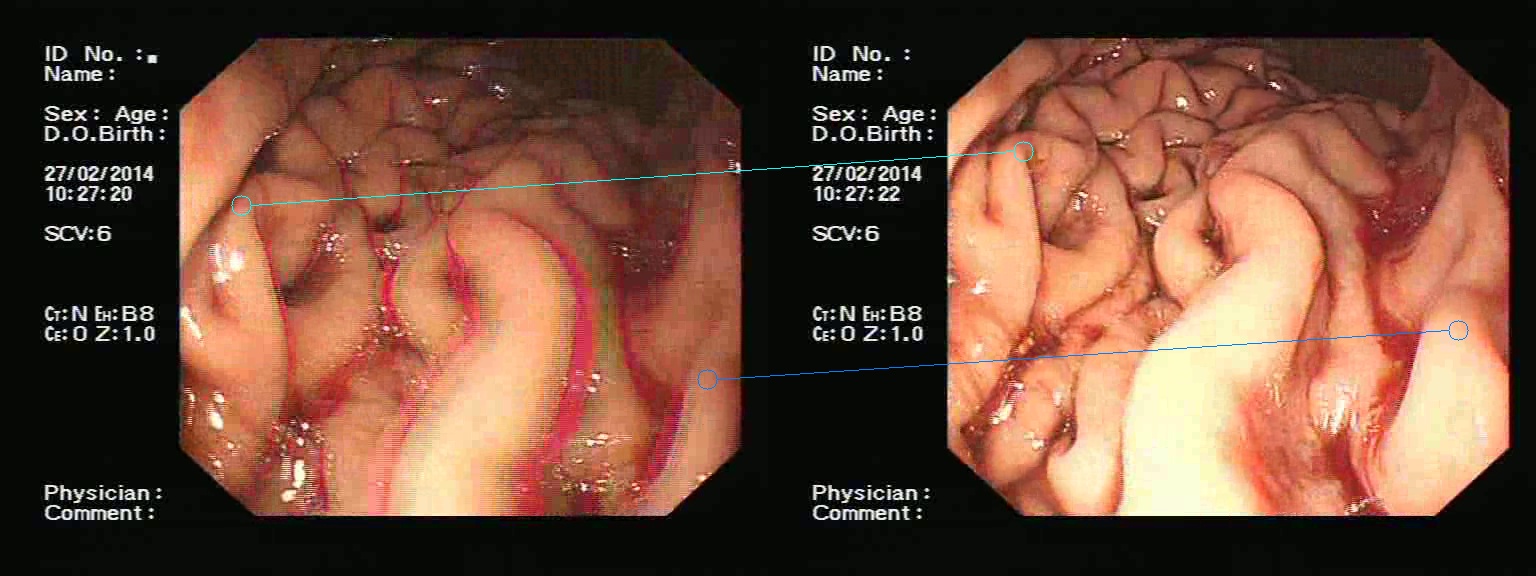 ID No. :
Name:
Sex: Age:
D.O.Birth:
27/02/2014
10:27:20
SCV:6
CT:N EH:B8
CE:0 Z:1.0
Physician:
Comment:
ID No. :
Name:
Sex: Age:
D.O.Birth:
27/02/2014
10:27:22
SCV:6
CT:N EH:B8
CE:0 Z:1.0
Physician:
Comment: